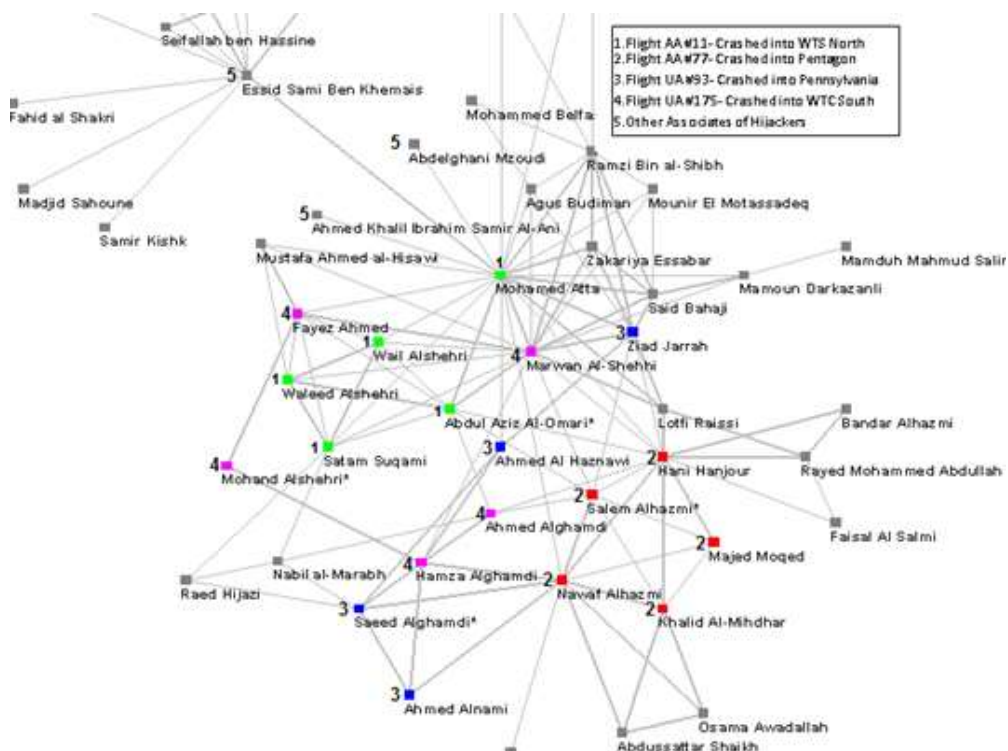 Seifallah ben Hassine
5
Essid Sami Ben Khemais
Fahid al Shakri
Madjid Sahoune
Samir Kishk
1.Flight AA #11- Crashed into WTS North
2.Flight AA#77- Crashed into Pentagon
3.Flight UA#93- Crashed into Pennsylvania
4.Flight UA#175- Crashed into WTC South
5.Other Associates of Hijackers
Mohammed Belfa
5
Abdelghani Mzoudi
Ramzi Bin al-Shibh
Agus Budiman
Mounir El Motassadeq
5
Ahmed Khalil Ibrahim Samir Al-Ani
Mustafa Ahmed al-Hisawi
1
Mohamed Atta
Zakariya Essabar
Mamduh Mahmud Salim
Mamoun Darkazanli
Said Bahaji
4
Fayez Ahmed
3
Ziad Jarrah
1
Wail Alshehri
4
Marwan Al-Shehhi
1
Waleed Alshehri
1
Abdul Aziz Al-Omari*
Lotfi Raissi
Bandar Alhazmi
1
Satam Suqami
3
Ahmed Al Haznawi
2
Hani Hanjour
Rayed Mohammed Abdullah
4
Mohand Alshehri*
2
Salem Alhazmi*
4
Ahmed Alghamdi
Faisal Al Salmi
2
Majed Moqed
Nabil al-Marabh
4
Hamza Alghamdi
Raed Hijazi
2
Nawaf Alhazmi
3
Saeed Alghamdi*
2
Khalid Al-Mihdhar
3
Ahmed Alnami
Osama Awadallah
Abdussattar Shaikh